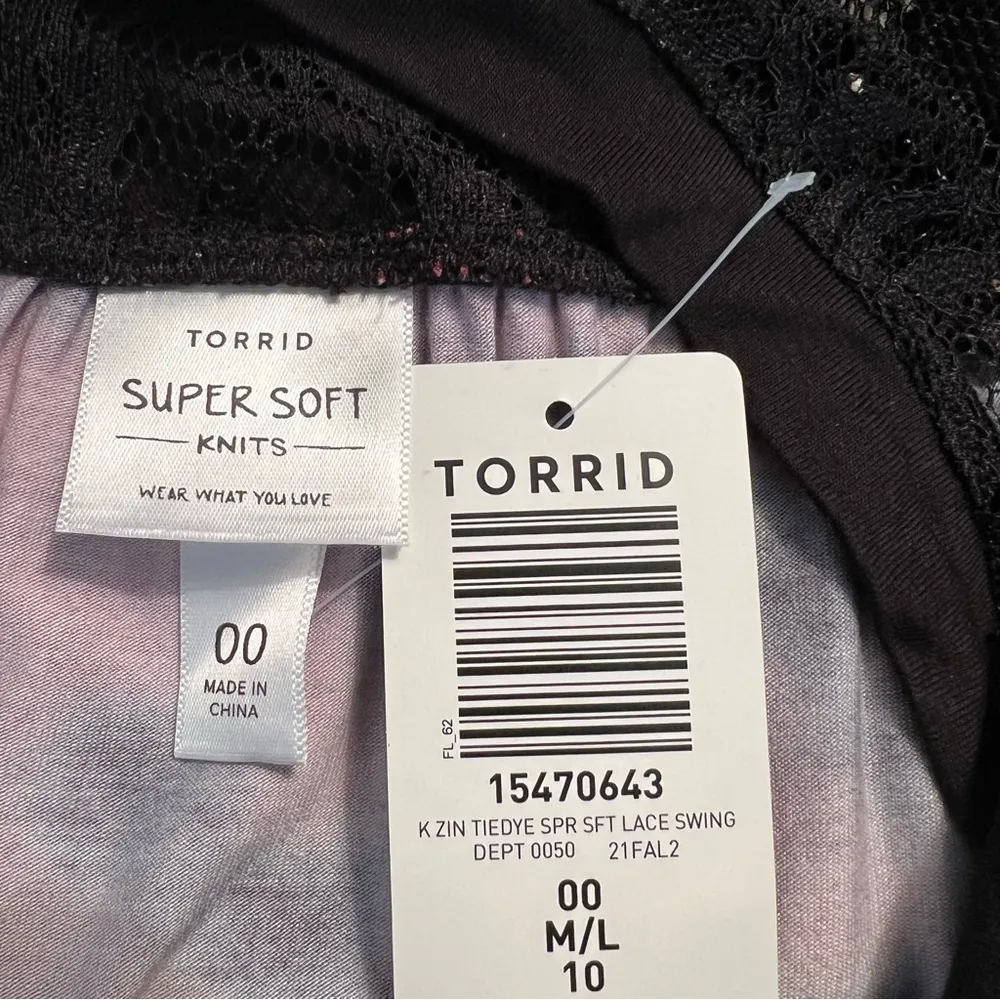 TORRID
SUPER SOFT
KNITS
WEAR WHAT YOU LOVE
00
MADE IN
CHINA
TORRID
FL_62
15470643
K ZIN TIEDYE SPR SFT LACE SWING
DEPT 0050 21FAL2
00
M/L
10